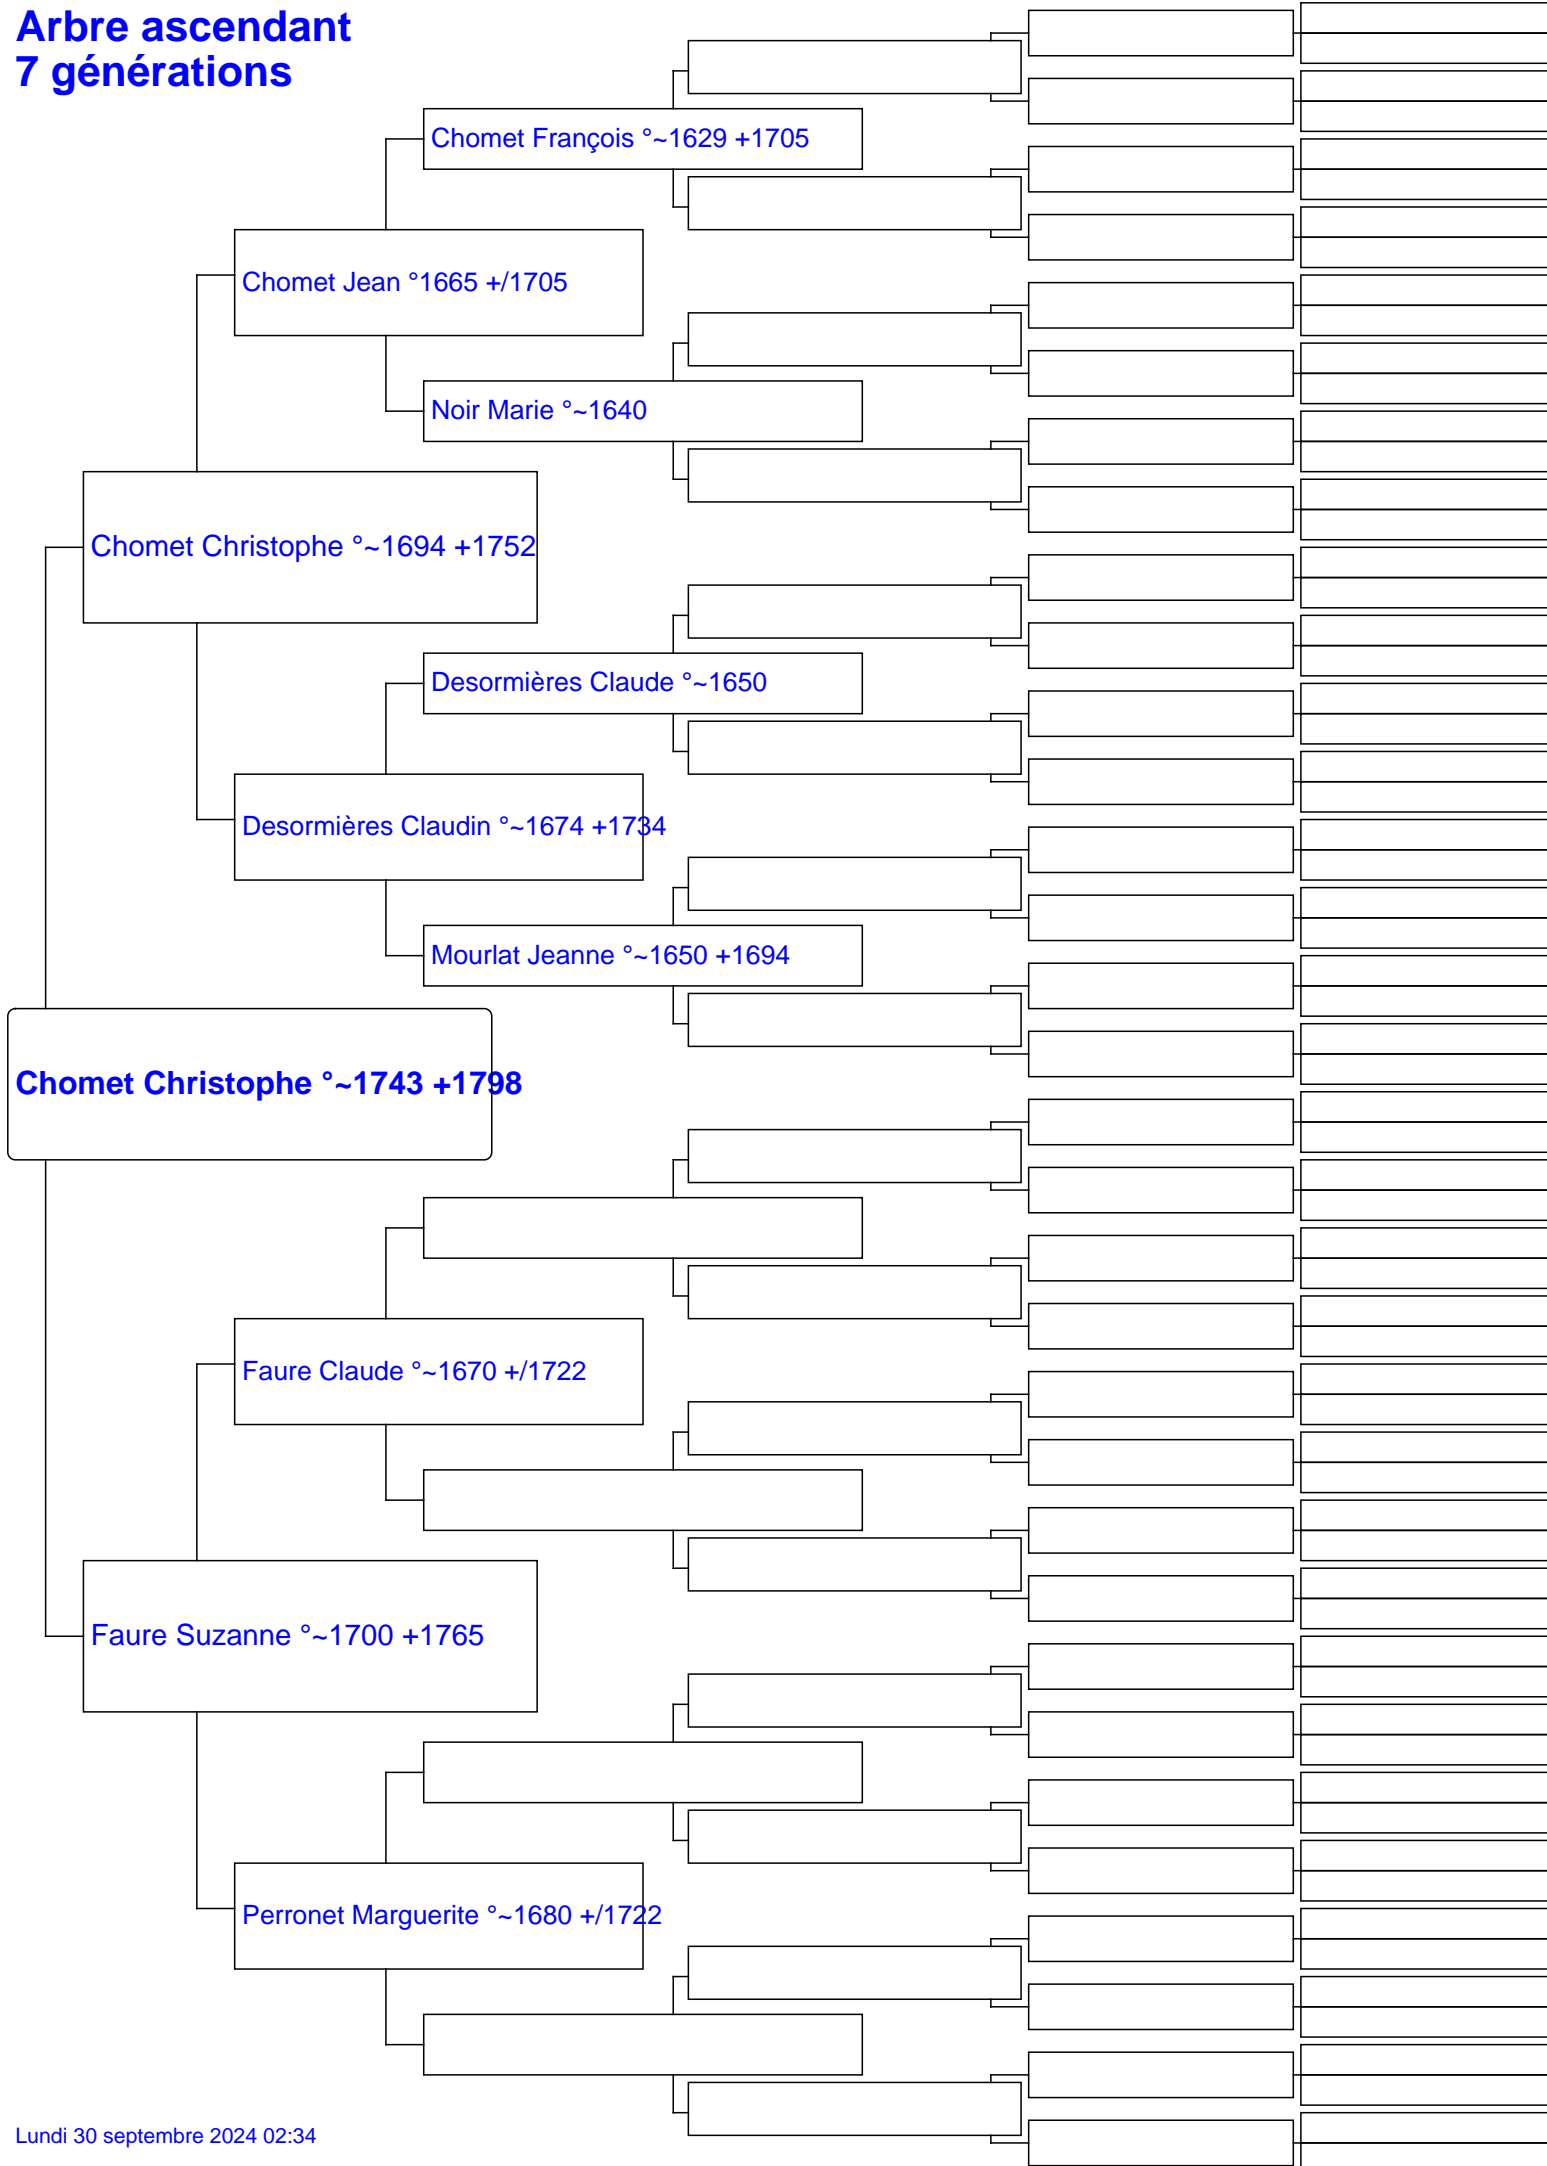 Arbre ascendant
7 générations
Chomet François °~1629 +1705
Chomet Jean °1665 +/1705
Noir Marie °~1640
Chomet Christophe °~1694 +1752
Desormières Claude °~1650
Desormières Claudin °~1674 +1734
Mourlat Jeanne °~1650 +1694
Chomet Christophe °~1743 +1798
Faure Claude °~1670 +/1722
Faure Suzanne °~1700 +1765
Perronet Marguerite °~1680 +/1722
Lundi 30 septembre 2024 02:34